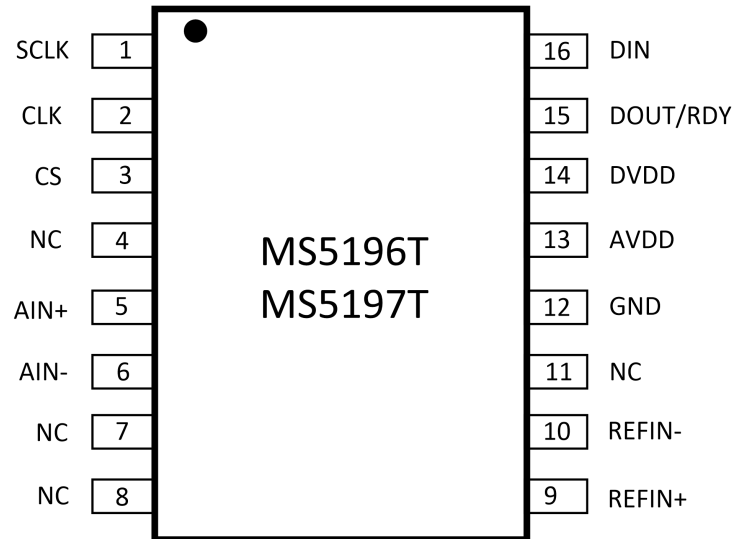 SCLK 1 16 DIN
CLK 2 15 DOUT/RDY
CS 3 14 DVDD
NC 4 13 AVDD
MS5196T
MS5197T
AIN+ 5 12 GND
AIN- 6 11 NC
NC 7 10 REFIN-
NC 8 9 REFIN+